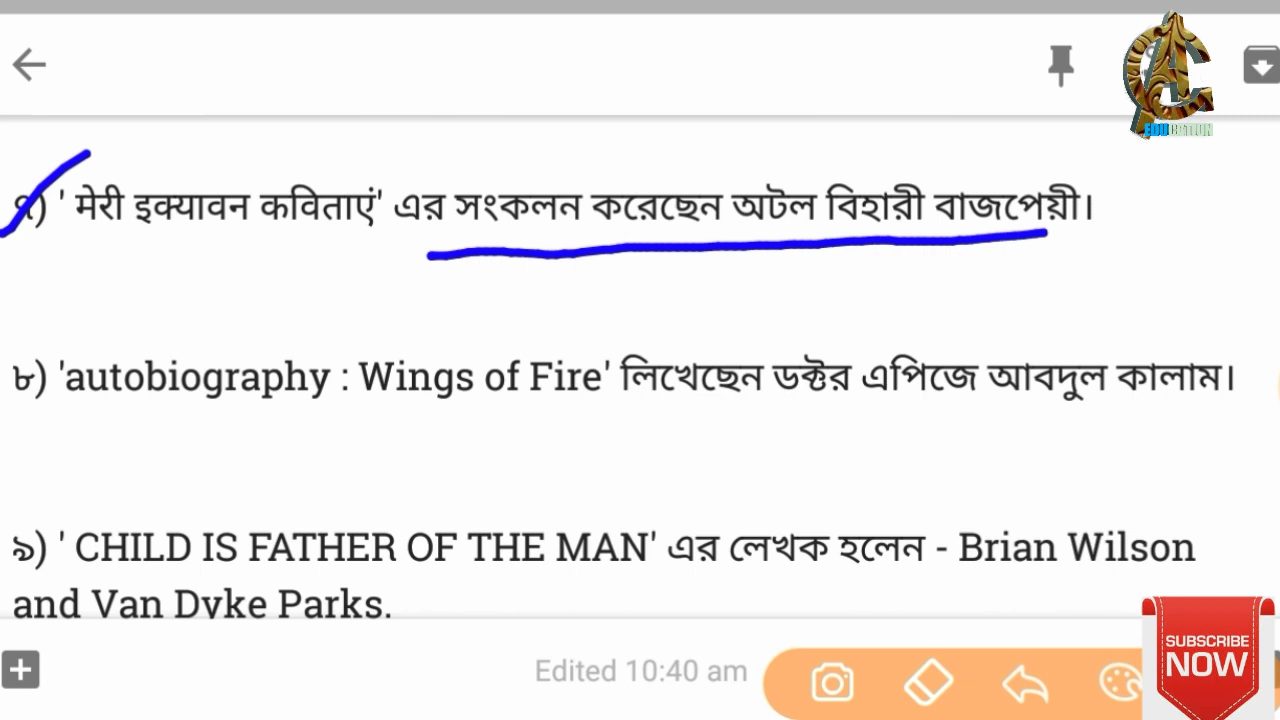 ৭) ' मेरी इक्यावन कविताएं' এর সংকলন করেছেন অটল বিহারী বাজপেয়ী।
৮) 'autobiography : Wings of Fire' লিখেছেন ডক্টর এপিজে আবদুল কালাম।
৯) ' CHILD IS FATHER OF THE MAN' এর লেখক হলেন - Brian Wilson
and Van Dyke Parks.
Edited 10:40 am
EDUCATION
SUBSCRIBE
NOW